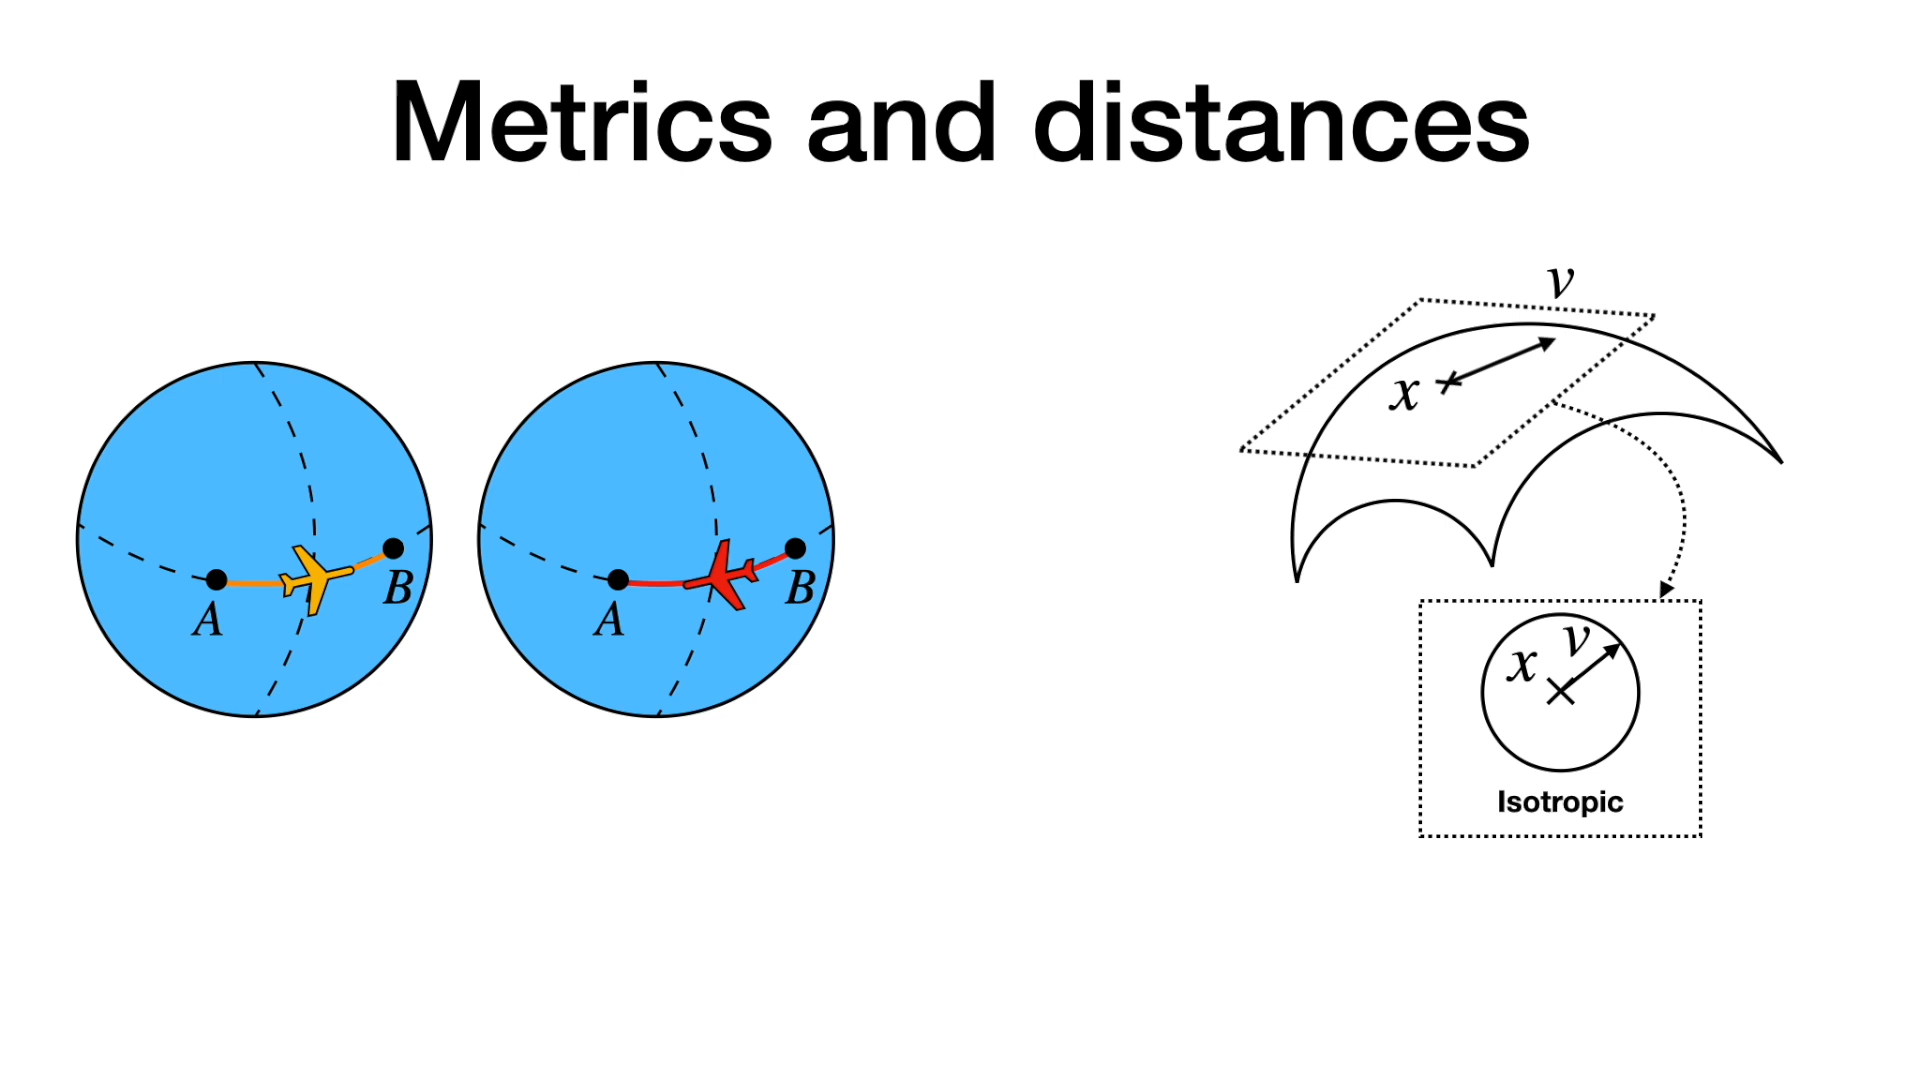 Metrics and distances
A
B
A
B
v
x
x
v
Isotropic